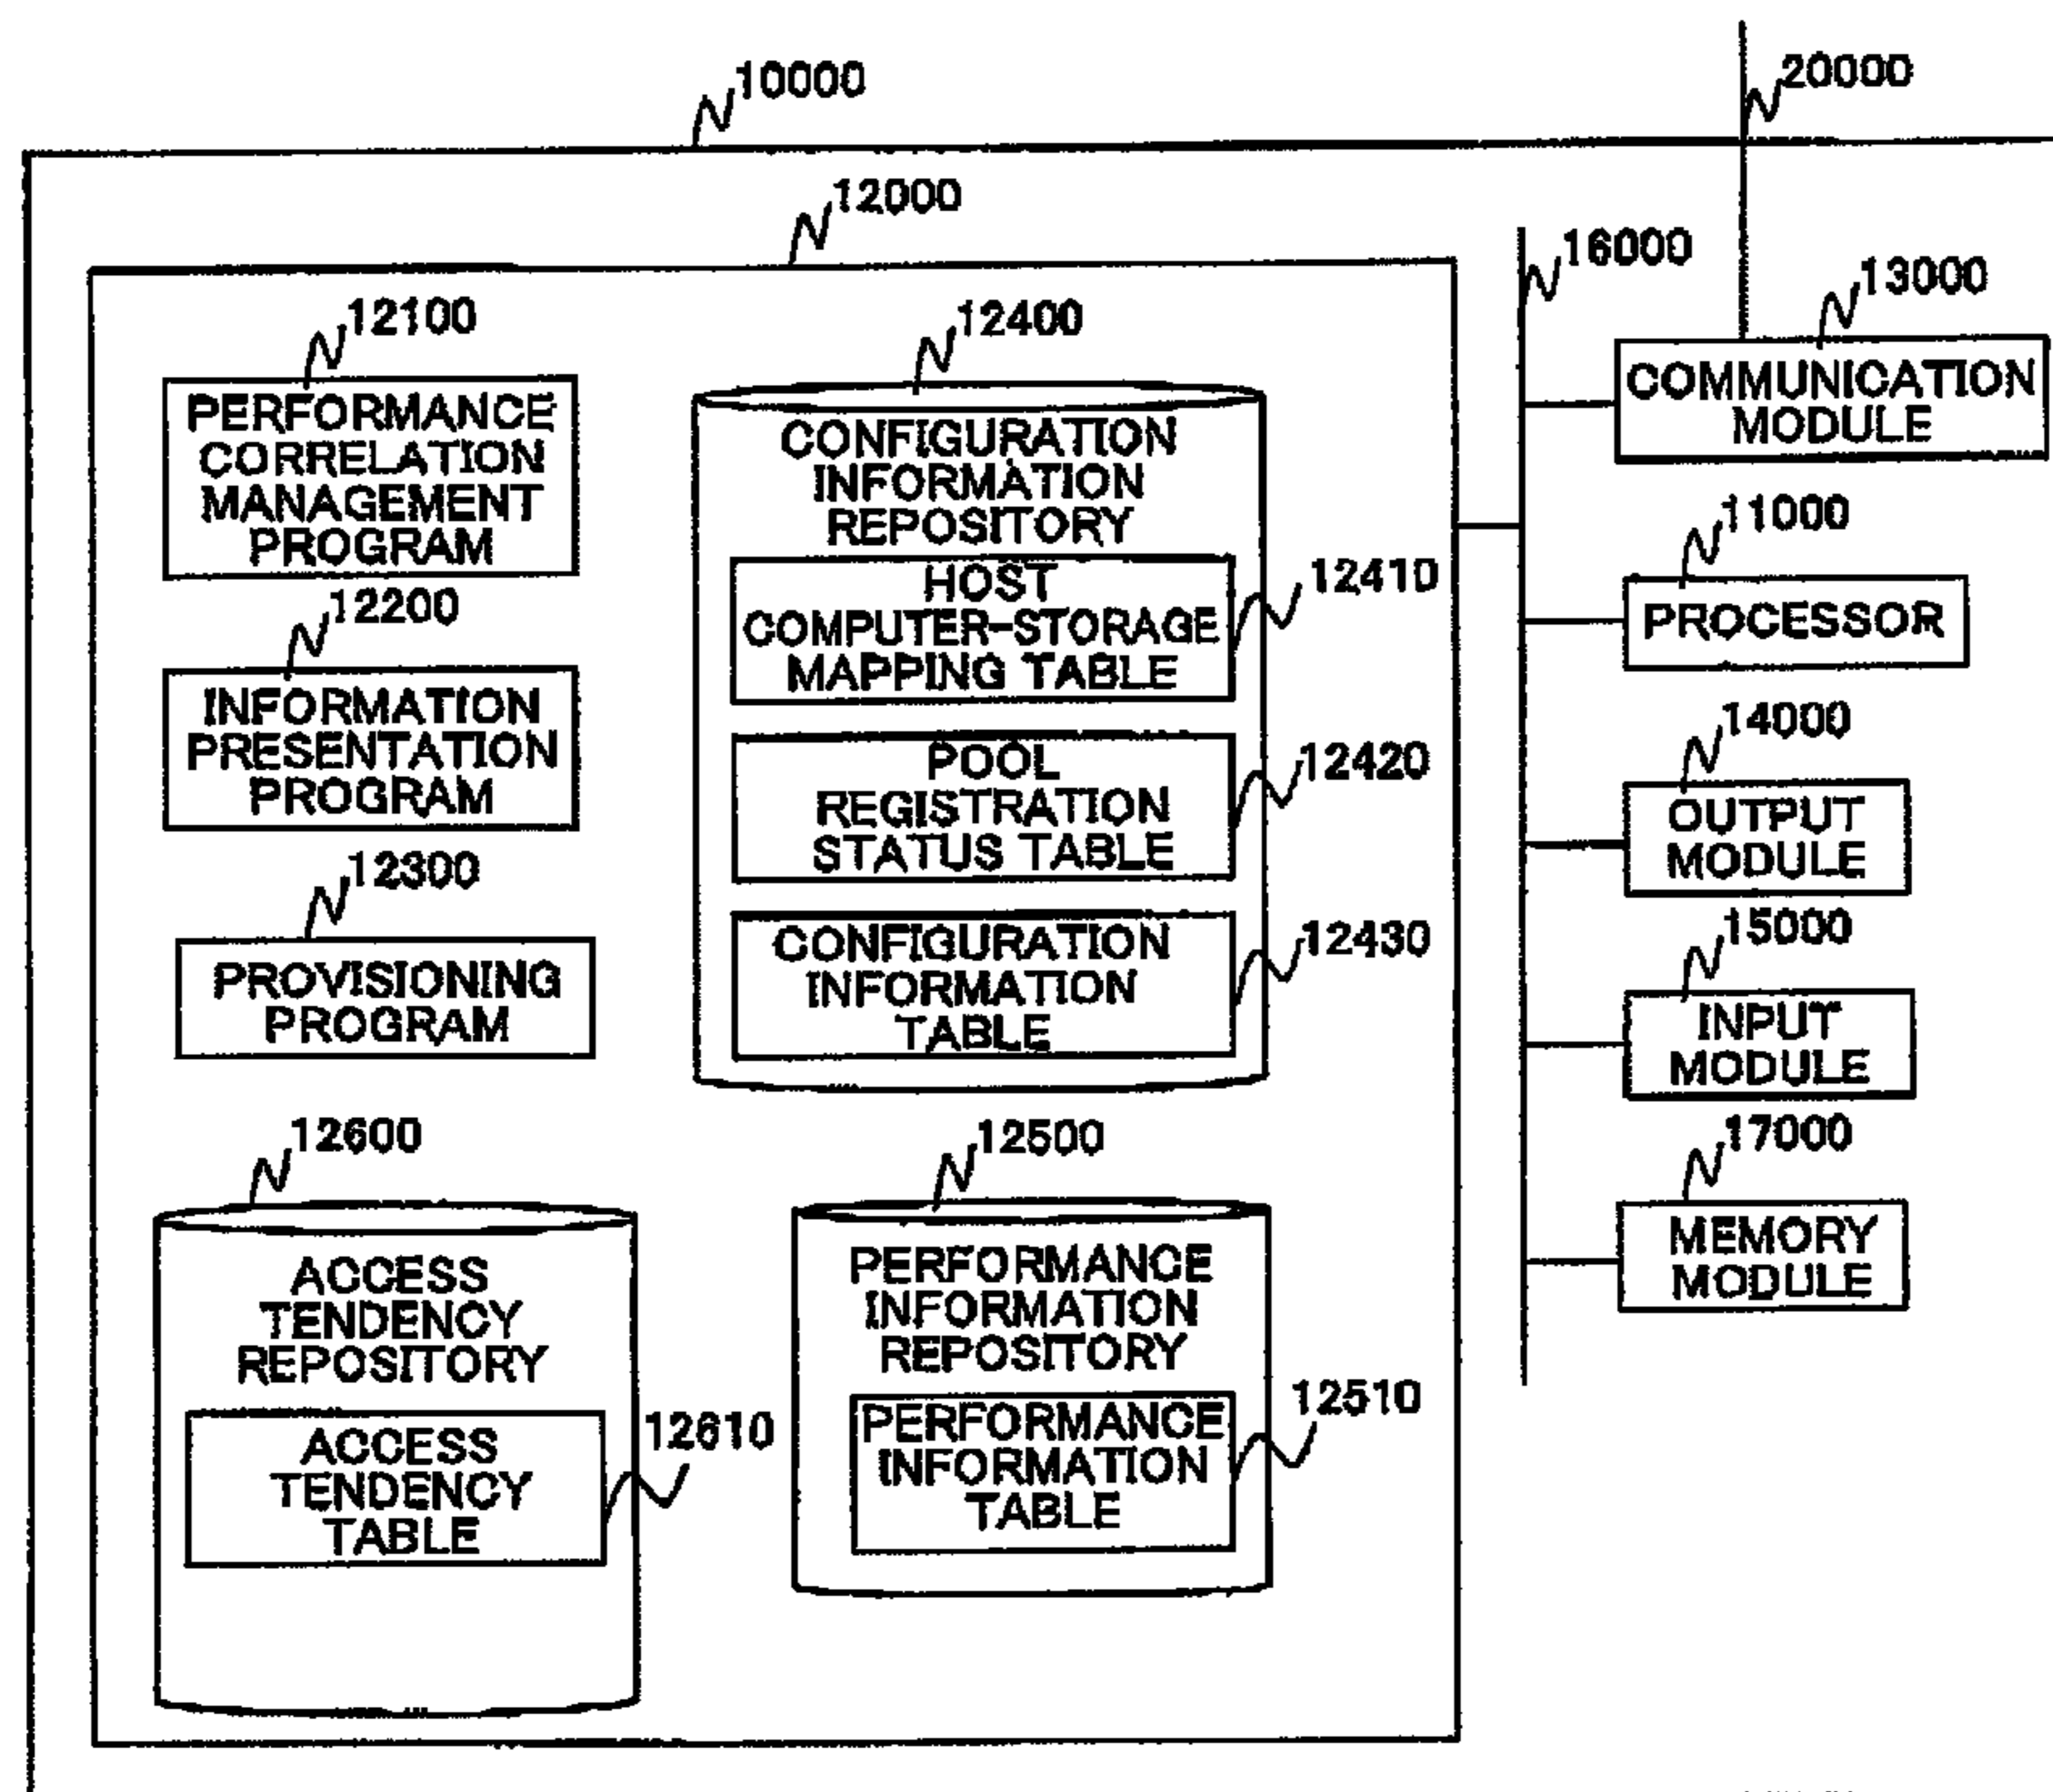 10000
20000
12000
16000
13000
COMMUNICATION
MODULE
12100
PERFORMANCE
CORRELATION
MANAGEMENT
PROGRAM
12400
CONFIGURATION
INFORMATION
REPOSITORY
HOST
COMPUTER-STORAGE
MAPPING TABLE
12410
11000
PROCESSOR
12200
INFORMATION
PRESENTATION
PROGRAM
POOL
REGISTRATION
STATUS TABLE
12420
14000
OUTPUT
MODULE
12300
PROVISIONING
PROGRAM
CONFIGURATION
INFORMATION
TABLE
12430
15000
INPUT
MODULE
12600
ACCESS
TENDENCY
REPOSITORY
ACCESS
TENDENCY
TABLE
12610
12500
PERFORMANCE
INFORMATION
REPOSITORY
PERFORMANCE
INFORMATION
TABLE
12510
17000
MEMORY
MODULE